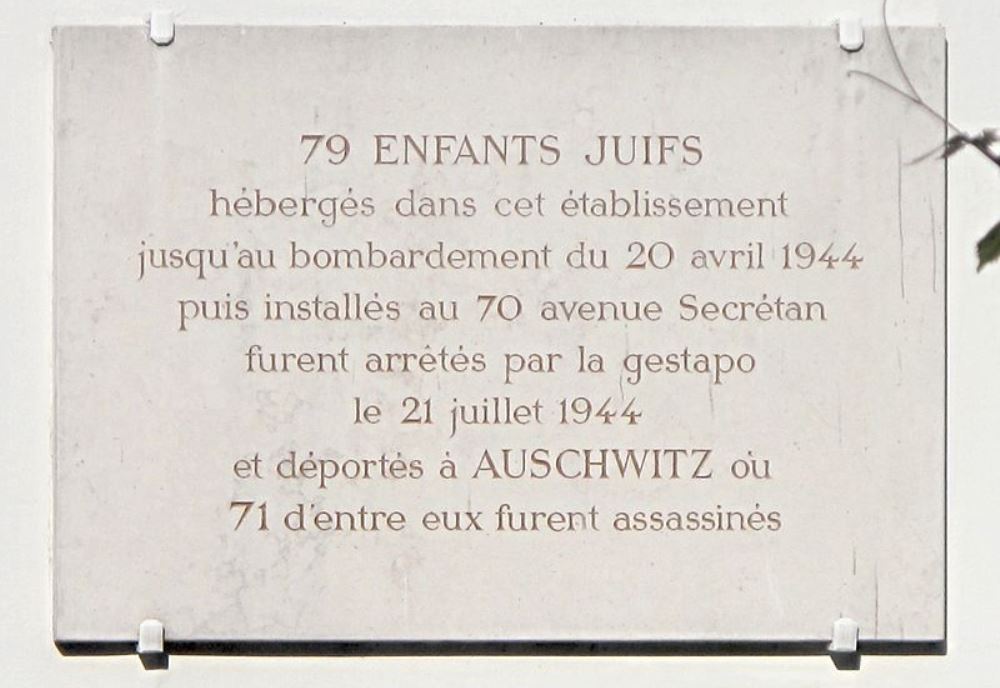 79 ENFANTS JUIFS
hébergés dans cet établissement
jusqu'au bombardement du 20 avril 1944
puis installés au 70 avenue Secrétan
furent arrêtés par la gestapo
le 21 juillet 1944
et déportés à AUSCHWITZ où
71 d'entre eux furent assassinés